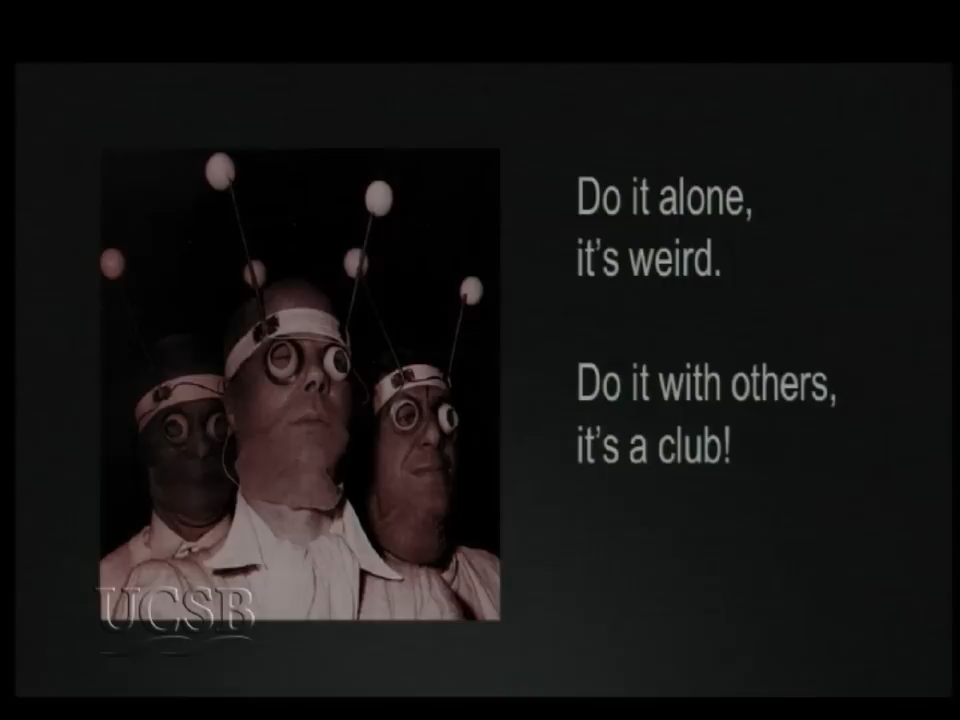 Do it alone,
it's weird.
Do it with others,
it's a club!
UCSB